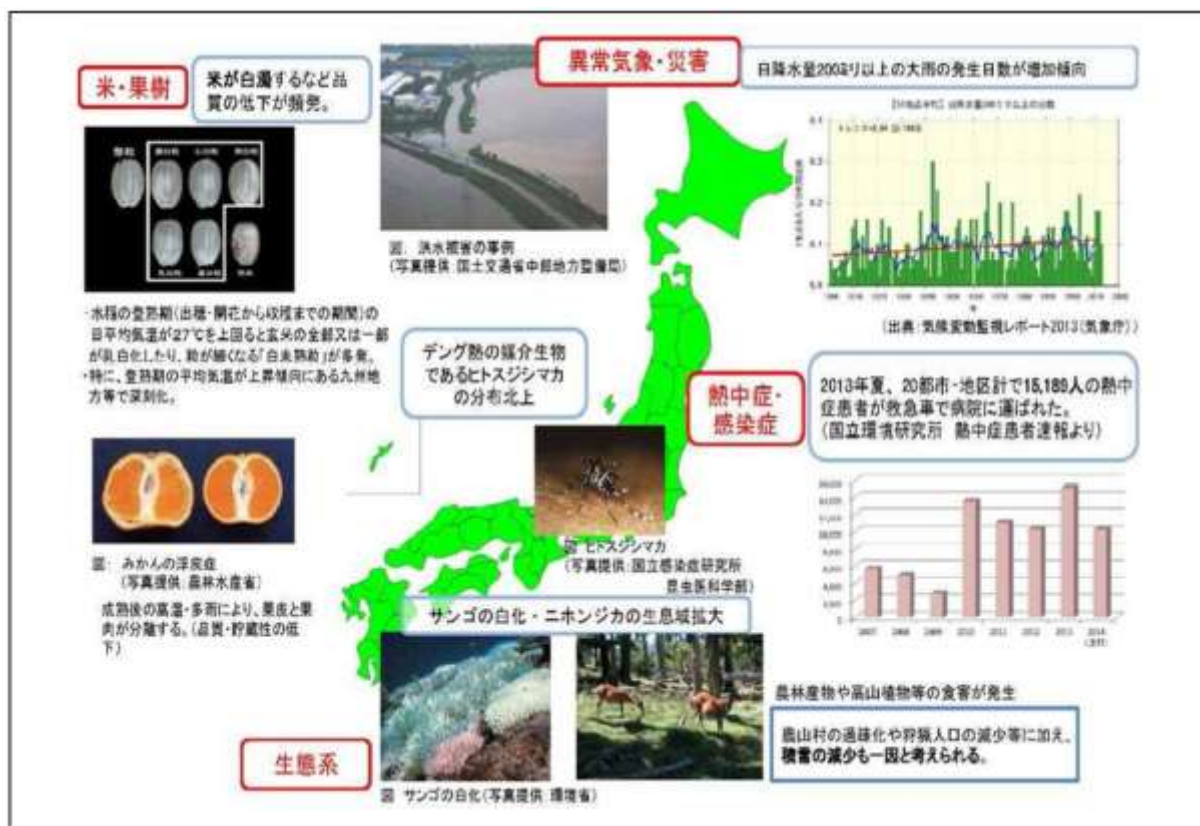 米・果樹
米が白濁するなど品
質の低下が頻発。
整粒
・水稲の登熟期(出穂・開花から収穫までの期間)の
日平均気温が27℃を上回ると玄米の全部又は一部
が乳白化したり、粒が細くなる「白未熟粒」が多発。
・特に、登熟期の平均気温が上昇傾向にある九州地
方等で深刻化。
図: みかんの浮皮症
(写真提供:農林水産省)
成熟後の高温・多雨により、果皮と果
肉が分離する。(品質・貯蔵性の低
下)
異常気象・災害
日降水量200ミリ以上の大雨の発生日数が増加傾向
図: 洪水被害の事例
(写真提供:国土交通省中部地方整備局)
(出典:気候変動監視レポート2013(気象庁))
デング熱の媒介生物
であるヒトスジシマカ
の分布北上
図 ヒトスジシマカ
(写真提供:国立感染症研究所
昆虫医科学部)
熱中症・
感染症
2013年夏、20都市・地区計で15,189人の熱中
症患者が救急車で病院に運ばれた。
(国立環境研究所 熱中症患者速報より)
2007 2008 2009 2010 2011 2012 2013 2014
サンゴの白化・ニホンジカの生息域拡大
生態系
図 サンゴの白化(写真提供:環境省)
農林産物や高山植物等の食害が発生
農山村の過疎化や狩猟人口の減少等に加え、
積雪の減少も一因と考えられる。